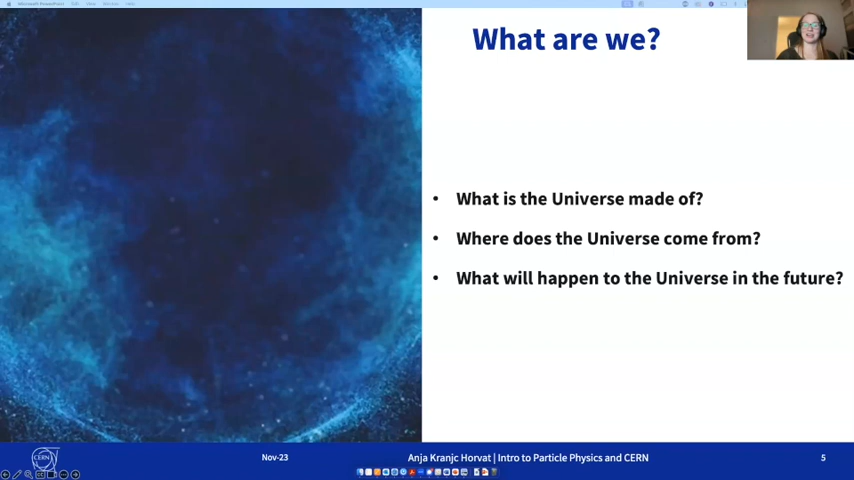 What are we?
• What is the Universe made of?
• Where does the Universe come from?
• What will happen to the Universe in the future?
CERN
Nov-23
Anja Kranjc Horvat | Intro to Particle Physics and CERN
5